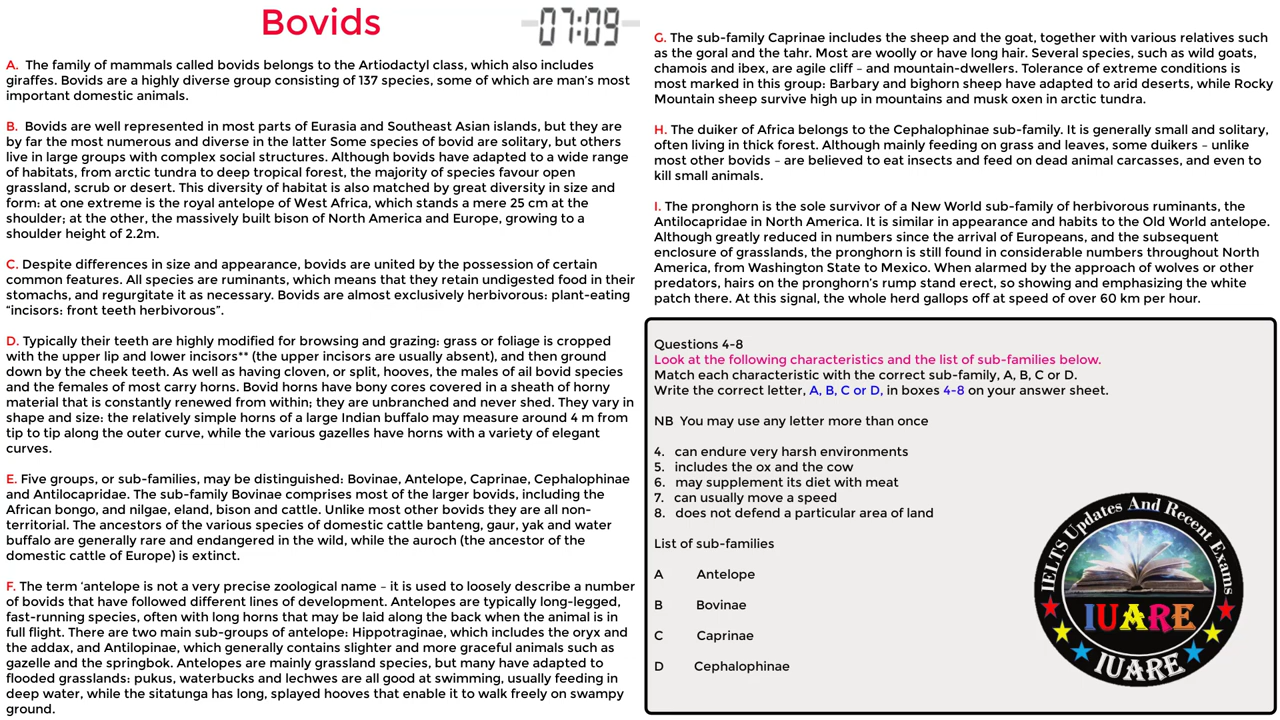 Bovids
07:09
A. The family of mammals called bovids belongs to the Artiodactyl class, which also includes
giraffes. Bovids are a highly diverse group consisting of 137 species, some of which are man's most
important domestic animals.
B. Bovids are well represented in most parts of Eurasia and Southeast Asian islands, but they are
by far the most numerous and diverse in the latter Some species of bovid are solitary, but others
live in large groups with complex social structures. Although bovids have adapted to a wide range
of habitats, from arctic tundra to deep tropical forest, the majority of species favour open
grassland, scrub or desert. This diversity of habitat is also matched by great diversity in size and
form: at one extreme is the royal antelope of West Africa, which stands a mere 25 cm at the
shoulder; at the other, the massively built bison of North America and Europe, growing to a
shoulder height of 2.2m.
C. Despite differences in size and appearance, bovids are united by the possession of certain
common features. All species are ruminants, which means that they retain undigested food in their
stomachs, and regurgitate it as necessary. Bovids are almost exclusively herbivorous: plant-eating
“incisors: front teeth herbivorous”.
D. Typically their teeth are highly modified for browsing and grazing: grass or foliage is cropped
with the upper lip and lower incisors** (the upper incisors are usually absent), and then ground
down by the cheek teeth. As well as having cloven, or split, hooves, the males of ail bovid species
and the females of most carry horns. Bovid horns have bony cores covered in a sheath of horny
material that is constantly renewed from within; they are unbranched and never shed. They vary in
shape and size: the relatively simple horns of a large Indian buffalo may measure around 4 m from
tip to tip along the outer curve, while the various gazelles have horns with a variety of elegant
curves.
E. Five groups, or sub-families, may be distinguished: Bovinae, Antelope, Caprinae, Cephalophinae
and Antilocapridae. The sub-family Bovinae comprises most of the larger bovids, including the
African bongo, and nilgae, eland, bison and cattle. Unlike most other bovids they are all non-
territorial. The ancestors of the various species of domestic cattle banteng, gaur, yak and water
buffalo are generally rare and endangered in the wild, while the auroch (the ancestor of the
domestic cattle of Europe) is extinct.
F. The term ‘antelope is not a very precise zoological name – it is used to loosely describe a number
of bovids that have followed different lines of development. Antelopes are typically long-legged,
fast-running species, often with long horns that may be laid along the back when the animal is in
full flight. There are two main sub-groups of antelope: Hippotraginae, which includes the oryx and
the addax, and Antilopinae, which generally contains slighter and more graceful animals such as
gazelle and the springbok. Antelopes are mainly grassland species, but many have adapted to
flooded grasslands: pukus, waterbucks and lechwes are all good at swimming, usually feeding in
deep water, while the sitatunga has long, splayed hooves that enable it to walk freely on swampy
ground.
G. The sub-family Caprinae includes the sheep and the goat, together with various relatives such
as the goral and the tahr. Most are woolly or have long hair. Several species, such as wild goats,
chamois and ibex, are agile cliff – and mountain-dwellers. Tolerance of extreme conditions is
most marked in this group: Barbary and bighorn sheep have adapted to arid deserts, while Rocky
Mountain sheep survive high up in mountains and musk oxen in arctic tundra.
H. The duiker of Africa belongs to the Cephalophinae sub-family. It is generally small and solitary,
often living in thick forest. Although mainly feeding on grass and leaves, some duikers – unlike
most other bovids – are believed to eat insects and feed on dead animal carcasses, and even to
kill small animals.
I. The pronghorn is the sole survivor of a New World sub-family of herbivorous ruminants, the
Antilocapridae in North America. It is similar in appearance and habits to the Old World antelope.
Although greatly reduced in numbers since the arrival of Europeans, and the subsequent
enclosure of grasslands, the pronghorn is still found in considerable numbers throughout North
America, from Washington State to Mexico. When alarmed by the approach of wolves or other
predators, hairs on the pronghorn's rump stand erect, so showing and emphasizing the white
patch there. At this signal, the whole herd gallops off at speed of over 60 km per hour.
Questions 4-8
Look at the following characteristics and the list of sub-families below.
Match each characteristic with the correct sub-family, A, B, C or D.
Write the correct letter, A, B, C or D, in boxes 4-8 on your answer sheet.
NB You may use any letter more than once
4. can endure very harsh environments
5. includes the ox and the cow
6. may supplement its diet with meat
7. can usually move a speed
8. does not defend a particular area of land
List of sub-families
A Antelope
B Bovinae
C Caprinae
D Cephalophinae
IELTS Updates And Recent Exams
IUARE
IUARE